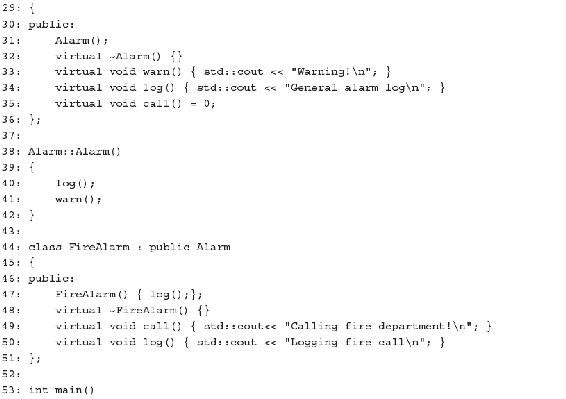 29: {
30: public:
31:     Alarm();
32:     virtual ~Alarm() {}
33:     virtual void warn() { std::cout << "Warning!\n"; }
34:     virtual void log() { std::cout << "General alarm log\n"; }
35:     virtual void call() = 0;
36: };
37:
38: Alarm::Alarm()
39: {
40:     log();
41:     warn();
42: }
43:
44: class FireAlarm : public Alarm
45: {
46: public:
47:     FireAlarm() { log();};
48:     virtual ~FireAlarm() {}
49:     virtual void call() { std::cout<< "Calling fire department!\n"; }
50:     virtual void log() { std::cout << "Logging fire call\n"; }
51: };
52:
53: int main()